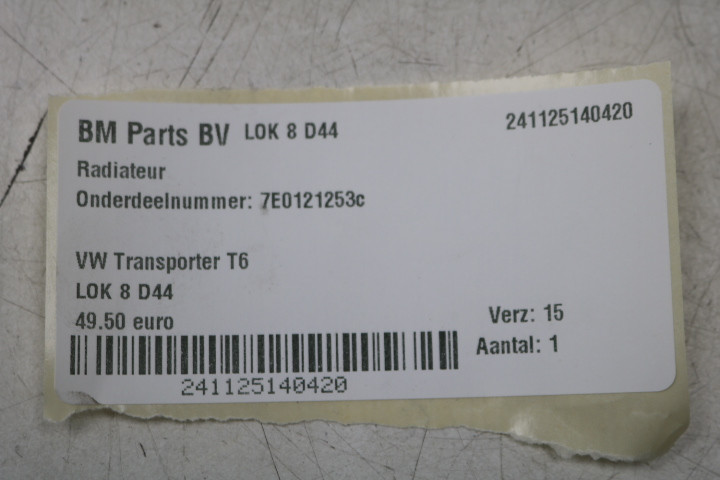 BM Parts BV LOK 8 D44 241125140420
Radiateur
Onderdeelnummer: 7E0121253c
VW Transporter T6
LOK 8 D44
49.50 euro Verz: 15
Aantal: 1
241125140420